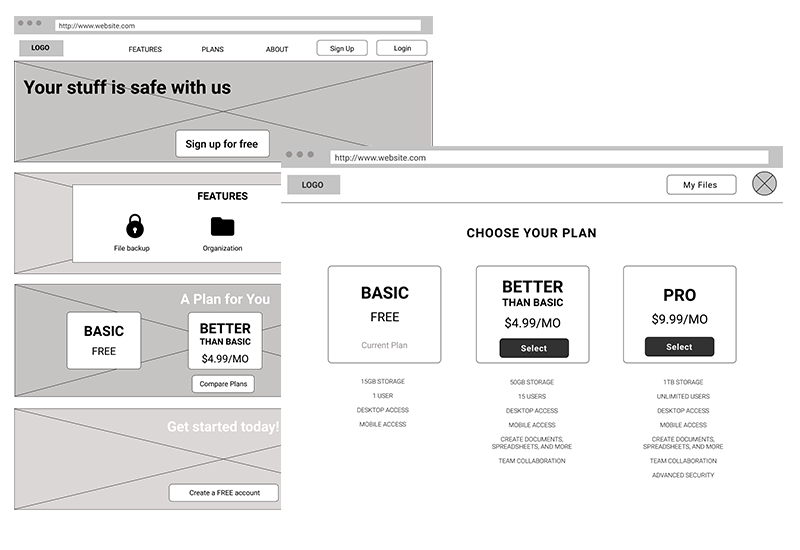 http://www.website.com
LOGO
FEATURES
PLANS
ABOUT
Sign Up
Login
Your stuff is safe with us
Sign up for free
FEATURES
File backup
Organization
A Plan for You
BASIC
FREE
BETTER
THAN BASIC
$4.99/MO
Compare Plans
Get started today!
Create a FREE account
http://www.website.com
LOGO
My Files
CHOOSE YOUR PLAN
BASIC
FREE
Current Plan
15GB STORAGE
1 USER
DESKTOP ACCESS
MOBILE ACCESS
BETTER
THAN BASIC
$4.99/MO
Select
50GB STORAGE
15 USERS
DESKTOP ACCESS
MOBILE ACCESS
CREATE DOCUMENTS,
SPREADSHEETS, AND MORE
TEAM COLLABORATION
PRO
$9.99/MO
Select
1TB STORAGE
UNLIMITED USERS
DESKTOP ACCESS
MOBILE ACCESS
CREATE DOCUMENTS,
SPREADSHEETS, AND MORE
TEAM COLLABORATION
ADVANCED SECURITY